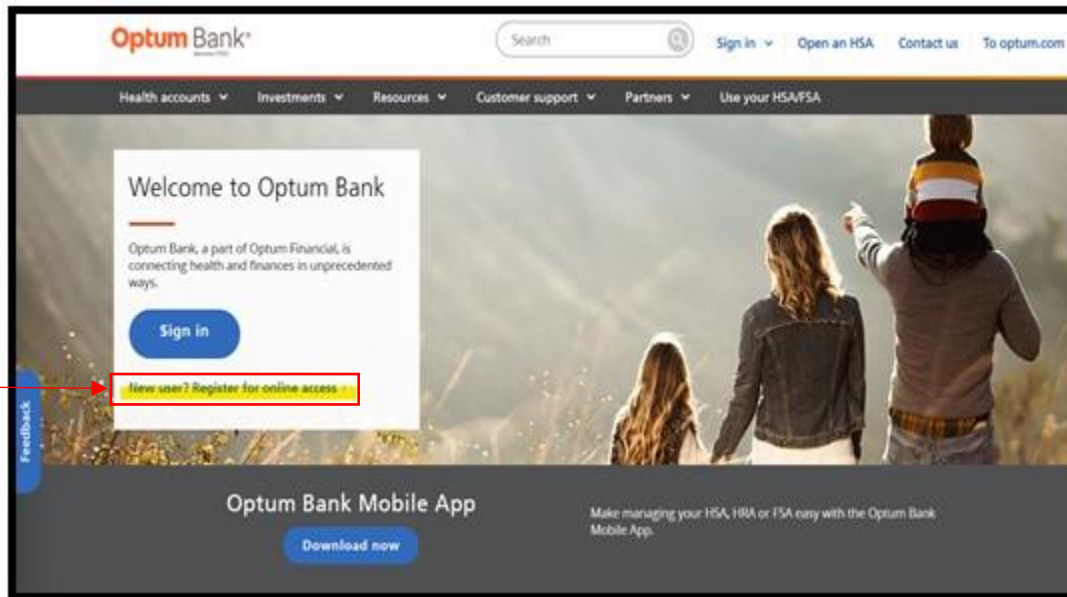 Optum Bank®
Search
Sign in
Open an HSA
Contact us
To optum.com
Health accounts
Investments
Resources
Customer support
Partners
Use your HSA/FSA
Welcome to Optum Bank
Optum Bank, a part of Optum Financial, is
connecting health and finances in unprecedented
ways.
Sign in
New user? Register for online access
Feedback
Optum Bank Mobile App
Download now
Make managing your HSA, HRA or FSA easy with the Optum Bank
Mobile App.